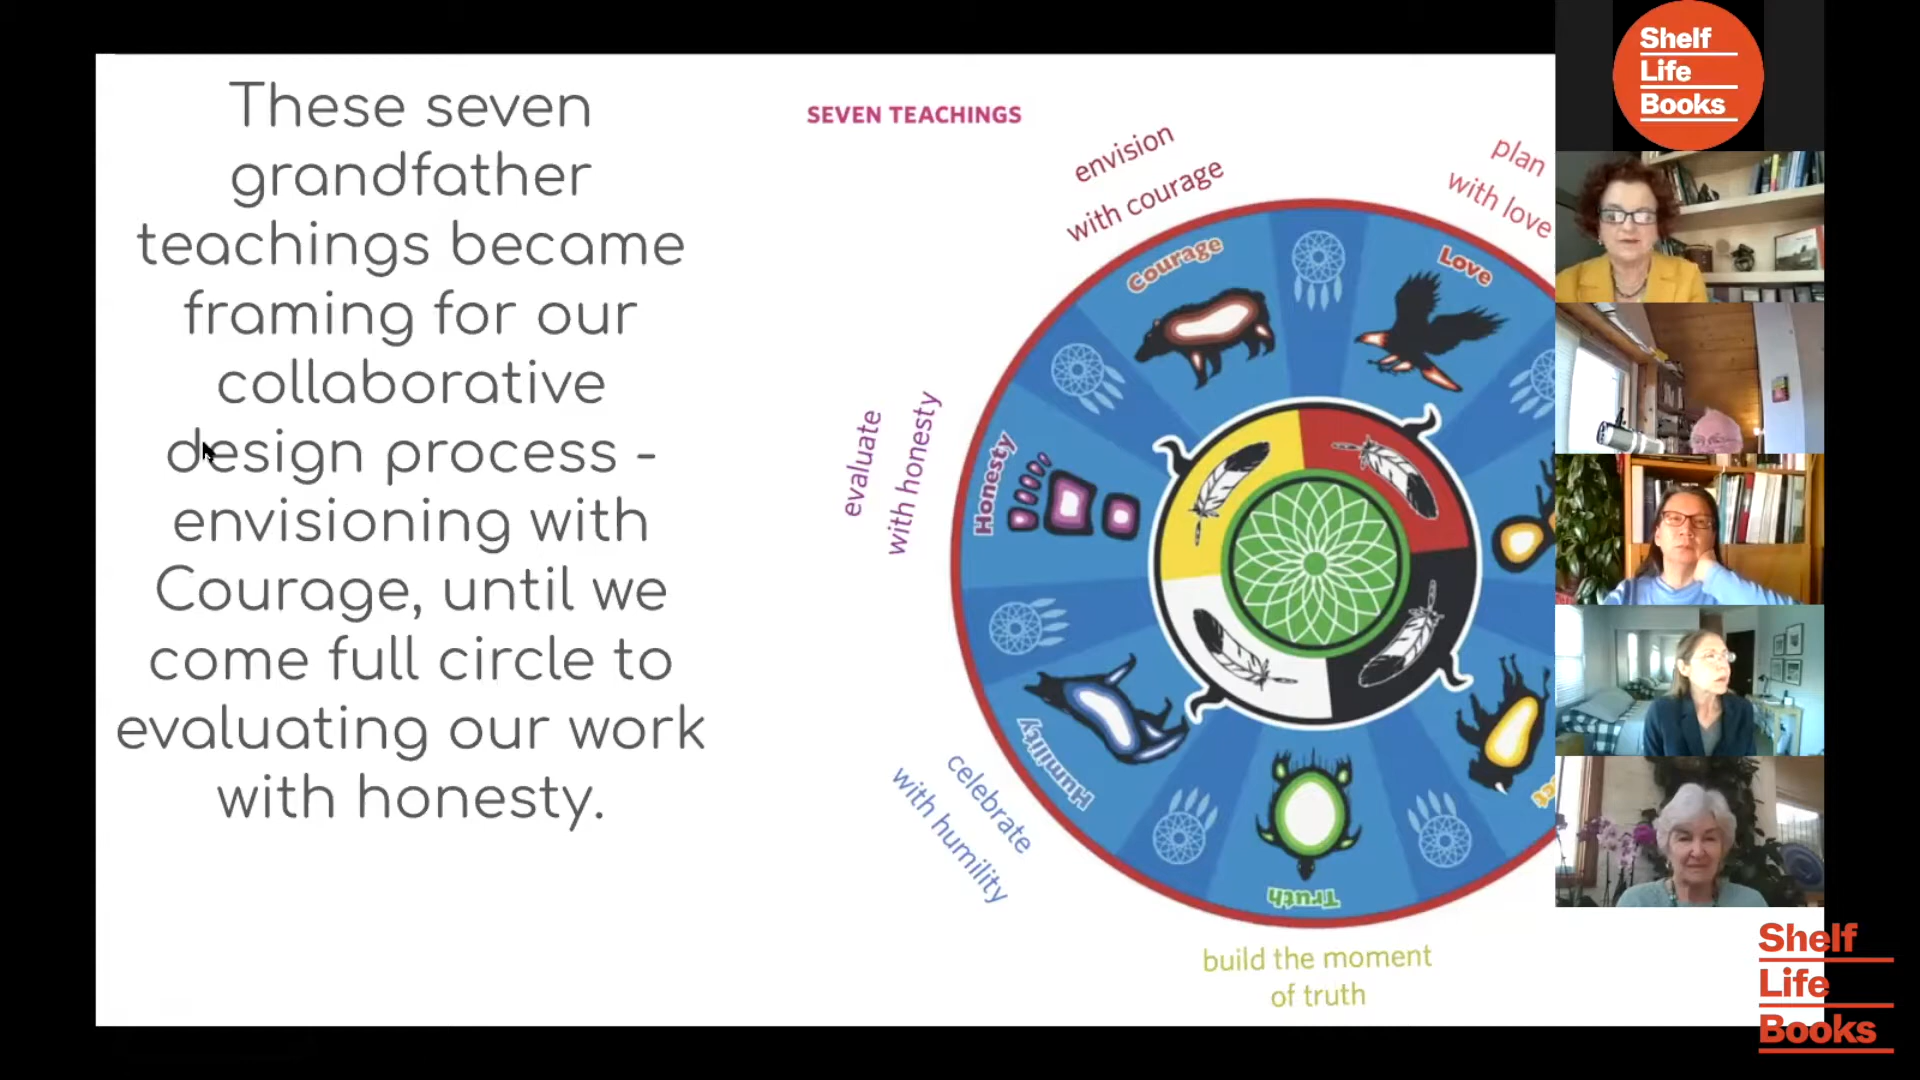 These seven
grandfather
teachings became
framing for our
collaborative
design process -
envisioning with
Courage, until we
come full circle to
evaluating our work
with honesty.
SEVEN TEACHINGS
envision
with courage
plan
with love
Courage
Love
evaluate
with honesty
Honesty
Humility
celebrate
with humility
Truth
build the moment
of truth
Shelf
Life
Books
Shelf
Life
Books